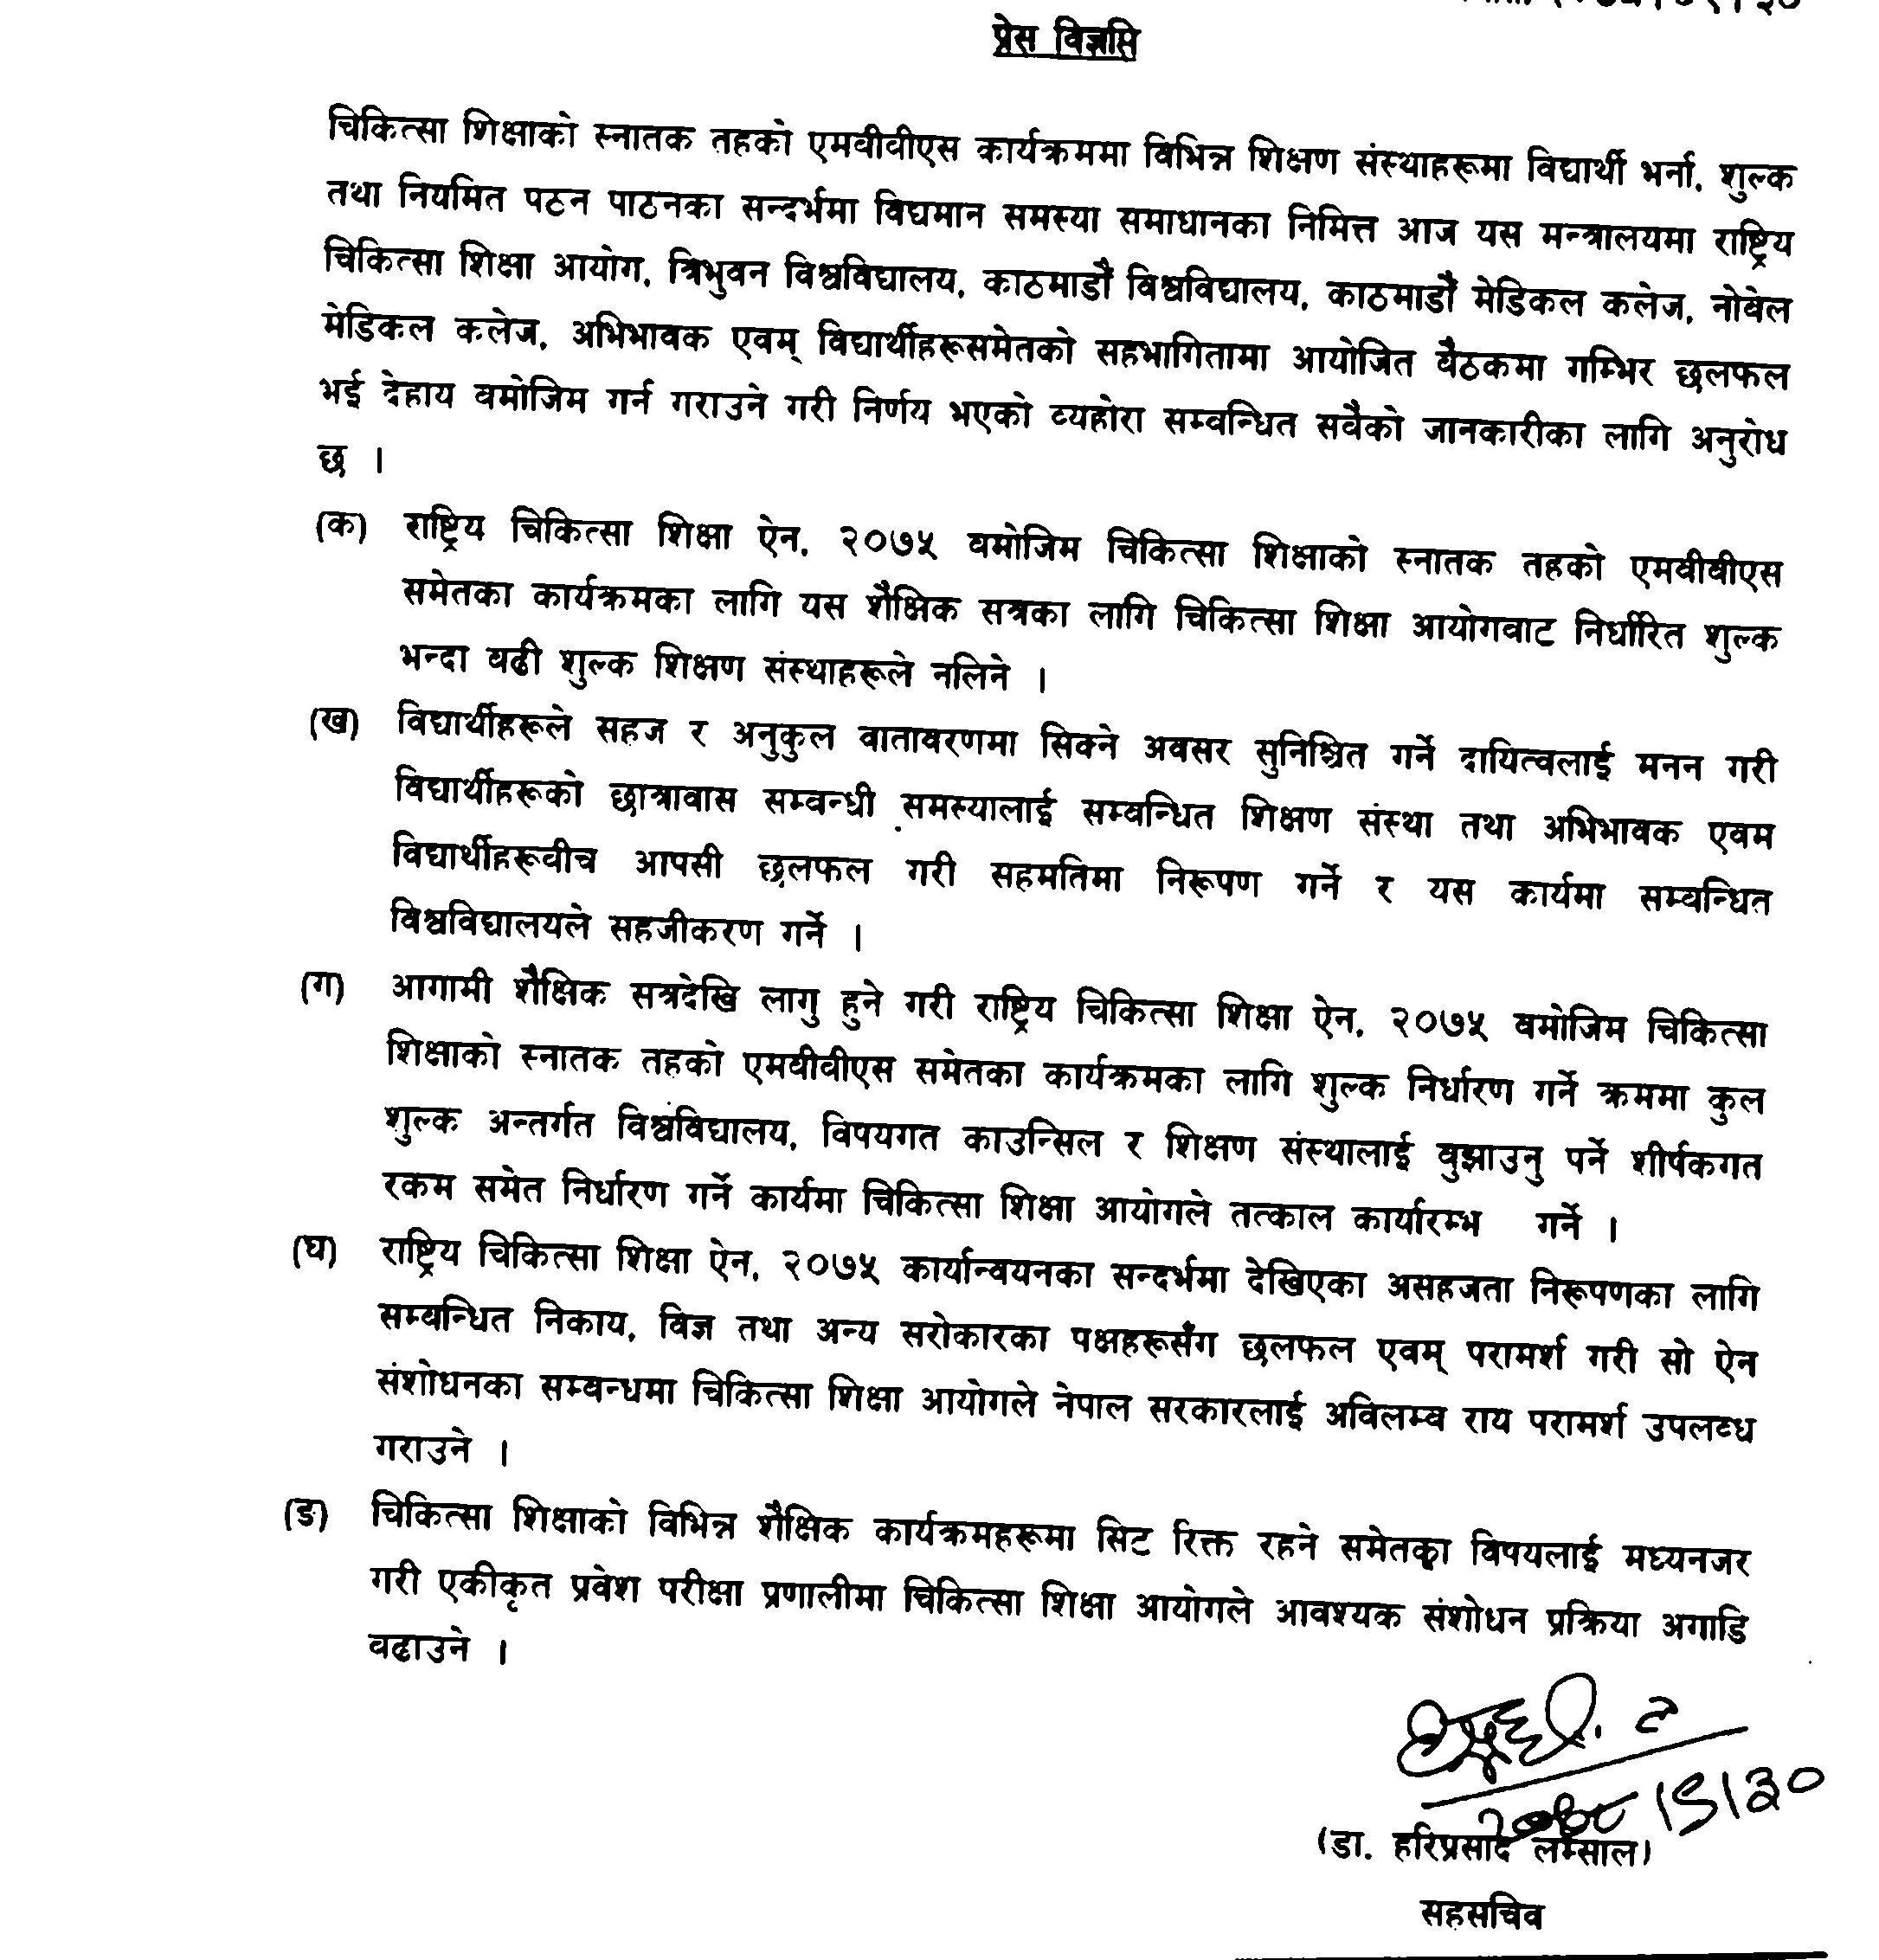 प्रेस विज्ञप्ति
चिकित्सा शिक्षाको स्नातक तहको एमवीवीएस कार्यक्रममा विभिन्न शिक्षण संस्थाहरूमा विद्यार्थी भर्ना, शुल्क
तथा नियमित पठन पाठनका सन्दर्भमा विद्यमान समस्या समाधानका निमित्त आज यस मन्त्रालयमा राष्ट्रिय
चिकित्सा शिक्षा आयोग, त्रिभुवन विश्वविद्यालय, काठमाडौं विश्वविद्यालय, काठमाडौं मेडिकल कलेज, नोवेल
मेडिकल कलेज, अभिभावक एवम् विद्यार्थीहरूसमेतको सहभागितामा आयोजित वैठकमा गम्भिर छलफल
भई देहाय वमोजिम गर्न गराउने गरी निर्णय भएको व्यहोरा सम्वन्धित सवैको जानकारीका लागि अनुरोध
छ ।
(क) राष्ट्रिय चिकित्सा शिक्षा ऐन, २०७५ वमोजिम चिकित्सा शिक्षाको स्नातक तहको एमवीवीएस
समेतका कार्यक्रमका लागि यस शैक्षिक सत्रका लागि चिकित्सा शिक्षा आयोगवाट निर्धारित शुल्क
भन्दा वढी शुल्क शिक्षण संस्थाहरूले नलिने ।
(ख) विद्यार्थीहरूले सहज र अनुकुल वातावरणमा सिक्ने अवसर सुनिश्चित गर्ने दायित्वलाई मनन गरी
विद्यार्थीहरूको छात्रावास सम्वन्धी समस्यालाई सम्वन्धित शिक्षण संस्था तथा अभिभावक एवम
विद्यार्थीहरूवीच आपसी छलफल गरी सहमतिमा निरूपण गर्ने र यस कार्यमा सम्वन्धित
विश्वविद्यालयले सहजीकरण गर्ने ।
(ग) आगामी शैक्षिक सत्रदेखि लागु हुने गरी राष्ट्रिय चिकित्सा शिक्षा ऐन, २०७५ वमोजिम चिकित्सा
शिक्षाको स्नातक तहको एमवीवीएस समेतका कार्यक्रमका लागि शुल्क निर्धारण गर्ने क्रममा कुल
शुल्क अन्तर्गत विश्वविद्यालय, विषयगत काउन्सिल र शिक्षण संस्थालाई वुझाउनु पर्ने शीर्षकगत
रकम समेत निर्धारण गर्ने कार्यमा चिकित्सा शिक्षा आयोगले तत्काल कार्यारम्भ गर्ने ।
(घ) राष्ट्रिय चिकित्सा शिक्षा ऐन, २०७५ कार्यान्वयनका सन्दर्भमा देखिएका असहजता निरूपणका लागि
सम्वन्धित निकाय, विज्ञ तथा अन्य सरोकारका पक्षहरूसँग छलफल एवम् परामर्श गरी सो ऐन
संशोधनका सम्वन्धमा चिकित्सा शिक्षा आयोगले नेपाल सरकारलाई अविलम्व राय परामर्श उपलव्ध
गराउने ।
(ङ) चिकित्सा शिक्षाको विभिन्न शैक्षिक कार्यक्रमहरूमा सिट रिक्त रहने समेतका विषयलाई मध्यनजर
गरी एकीकृत प्रवेश परीक्षा प्रणालीमा चिकित्सा शिक्षा आयोगले आवश्यक संशोधन प्रक्रिया अगाडि
वढाउने ।
(डा. हरिप्रसाद लम्साल)
सहसचिव